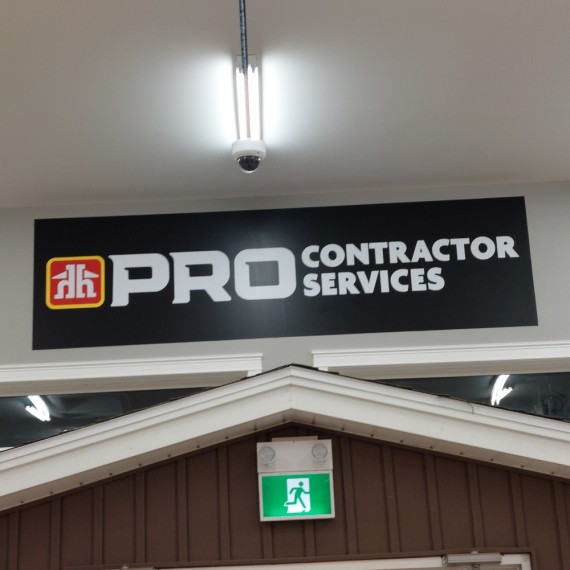 PRO CONTRACTOR
SERVICES